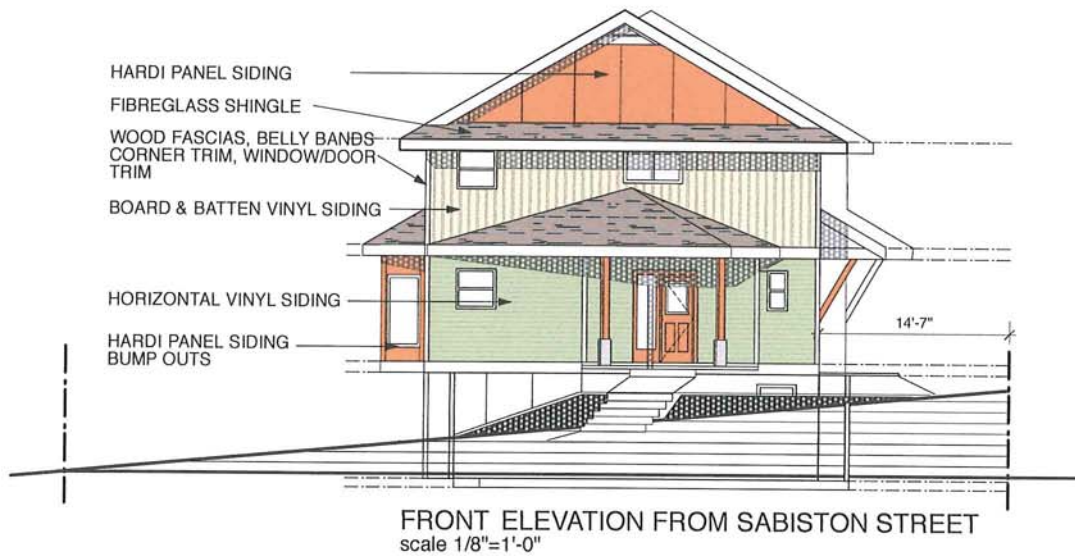 HARDI PANEL SIDING
FIBREGLASS SHINGLE
WOOD FASCIAS, BELLY BANDS
CORNER TRIM, WINDOW/DOOR
TRIM
BOARD & BATTEN VINYL SIDING
HORIZONTAL VINYL SIDING
14'-7"
HARDI PANEL SIDING
BUMP OUTS
FRONT ELEVATION FROM SABISTON STREET
scale 1/8"=1'-0"